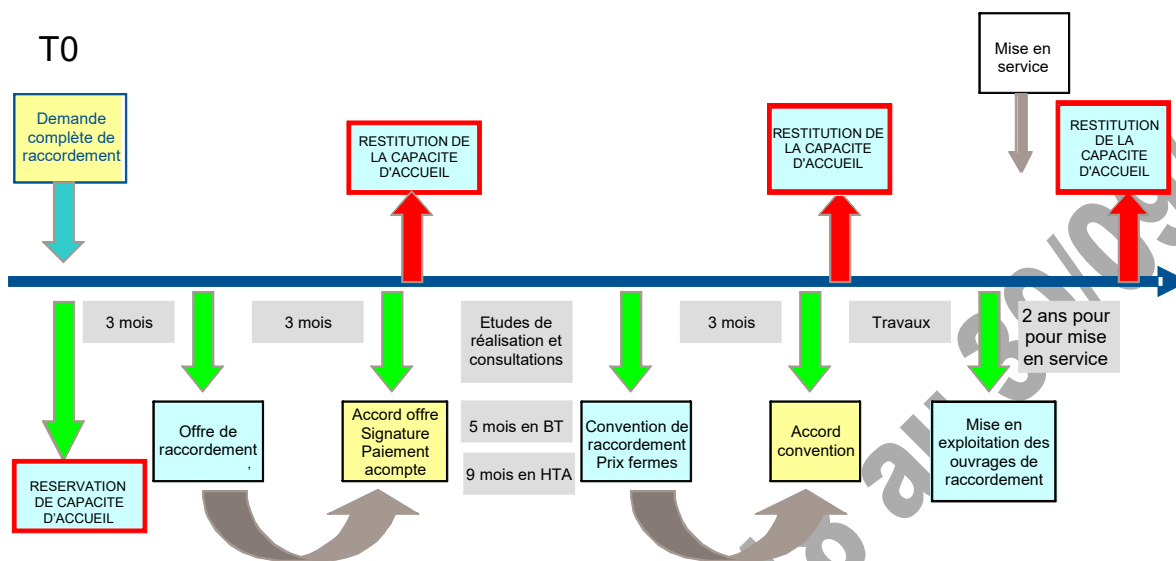 T0
Mise en
service
Demande
complète de
raccordement
RESTITUTION DE
LA CAPACITE
D'ACCUEIL
RESTITUTION DE
LA CAPACITE
D'ACCUEIL
RESTITUTION
DE LA
CAPACITE
D'ACCUEIL
3 mois
3 mois
Etudes de
réalisation et
consultations
3 mois
Travaux
2 ans pour
pour mise
en service
RESERVATION
DE CAPACITE
D'ACCUEIL
Offre de
raccordement
,
Accord offre
Signature
Paiement
acompte
5 mois en BT
9 mois en HTA
Convention de
raccordement
Prix fermes
Accord
convention
Mise en
exploitation des
ouvrages de
raccordement
au 30/09